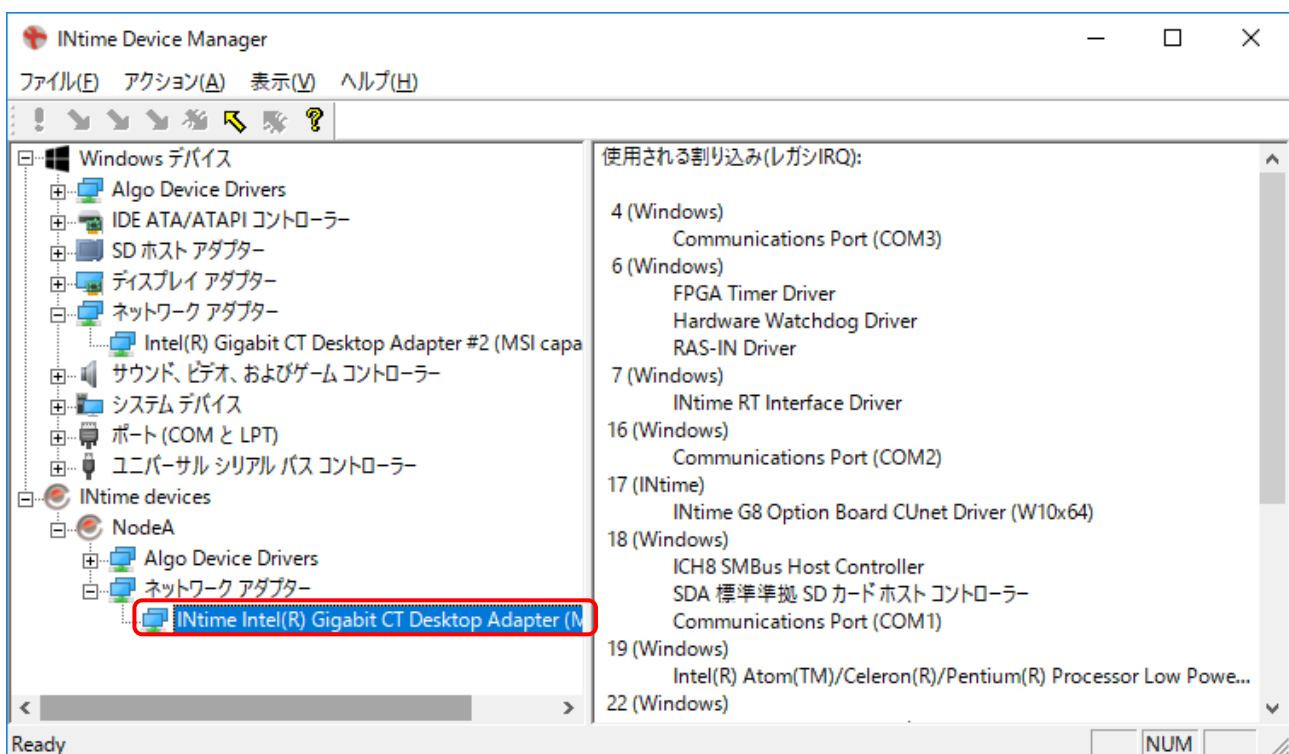 INtime Device Manager
ファイル(F) アクション(A) 表示(V) ヘルプ(H)
Windows デバイス
Algo Device Drivers
IDE ATA/ATAPI コントローラー
SD ホスト アダプター
ディスプレイ アダプター
ネットワーク アダプター
Intel(R) Gigabit CT Desktop Adapter #2 (MSI capa
サウンド、ビデオ、およびゲーム コントローラー
システム デバイス
ポート (COM と LPT)
ユニバーサル シリアル バス コントローラー
INtime devices
NodeA
Algo Device Drivers
ネットワーク アダプター
INtime Intel(R) Gigabit CT Desktop Adapter (M
使用される割り込み(レガシIRQ):
4 (Windows)
Communications Port (COM3)
6 (Windows)
FPGA Timer Driver
Hardware Watchdog Driver
RAS-IN Driver
7 (Windows)
INtime RT Interface Driver
16 (Windows)
Communications Port (COM2)
17 (INtime)
INtime G8 Option Board CUnet Driver (W10x64)
18 (Windows)
ICH8 SMBus Host Controller
SDA 標準準拠 SD カード ホスト コントローラー
Communications Port (COM1)
19 (Windows)
Intel(R) Atom(TM)/Celeron(R)/Pentium(R) Processor Low Powe...
22 (Windows)
Ready
NUM